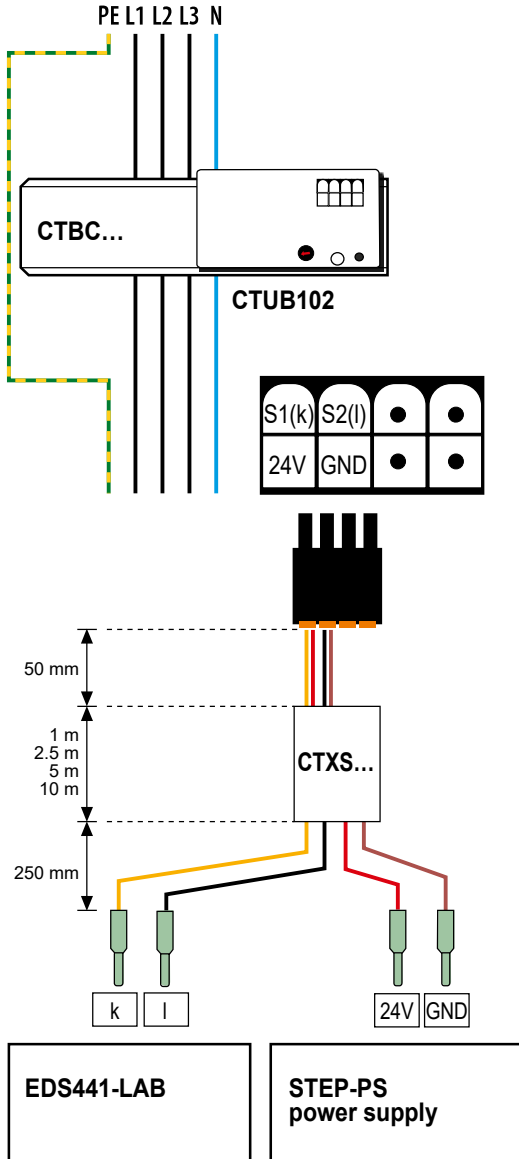 PE L1 L2 L3 N
CTBC...
CTUB102
S1(k) S2(l)
24V GND
50 mm
1 m
2.5 m
5 m
10 m
CTXS...
250 mm
k l 24V GND
EDS441-LAB
STEP-PS
power supply